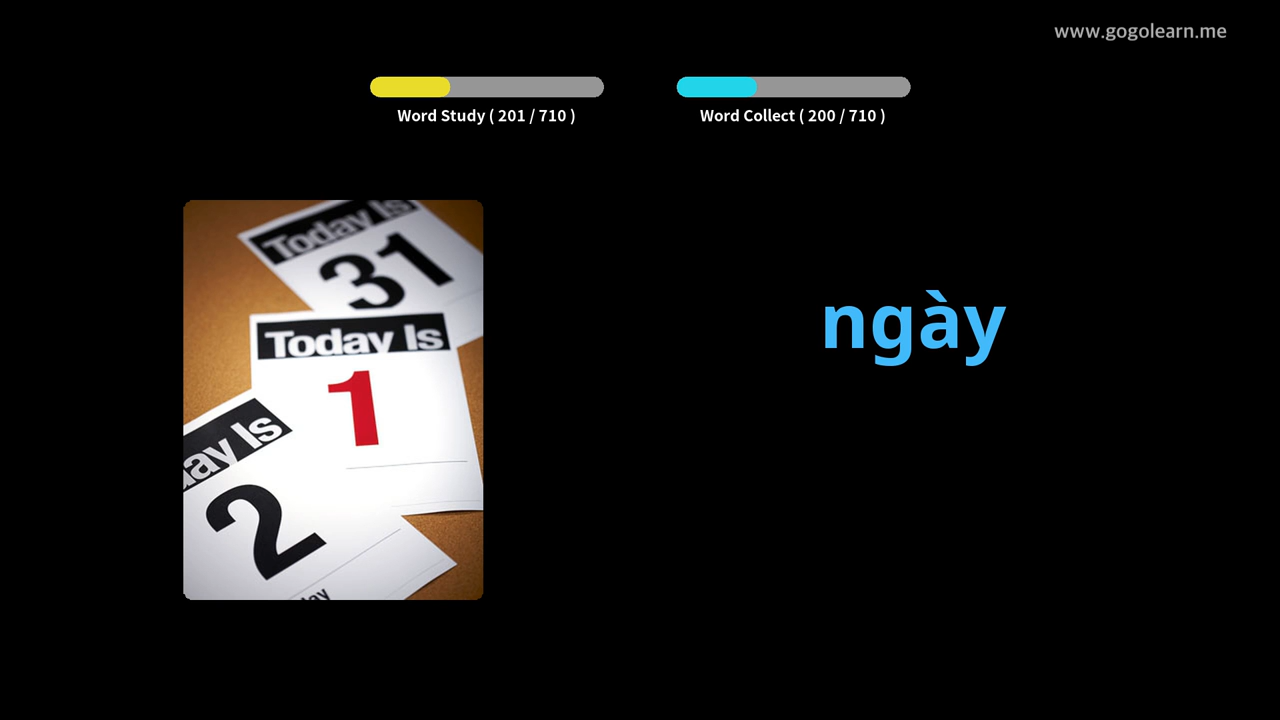 www.gogolearn.me
Word Study ( 201 / 710 )
Word Collect ( 200 / 710 )
Today Is
31
Today Is
1
ay Is
2
ngày